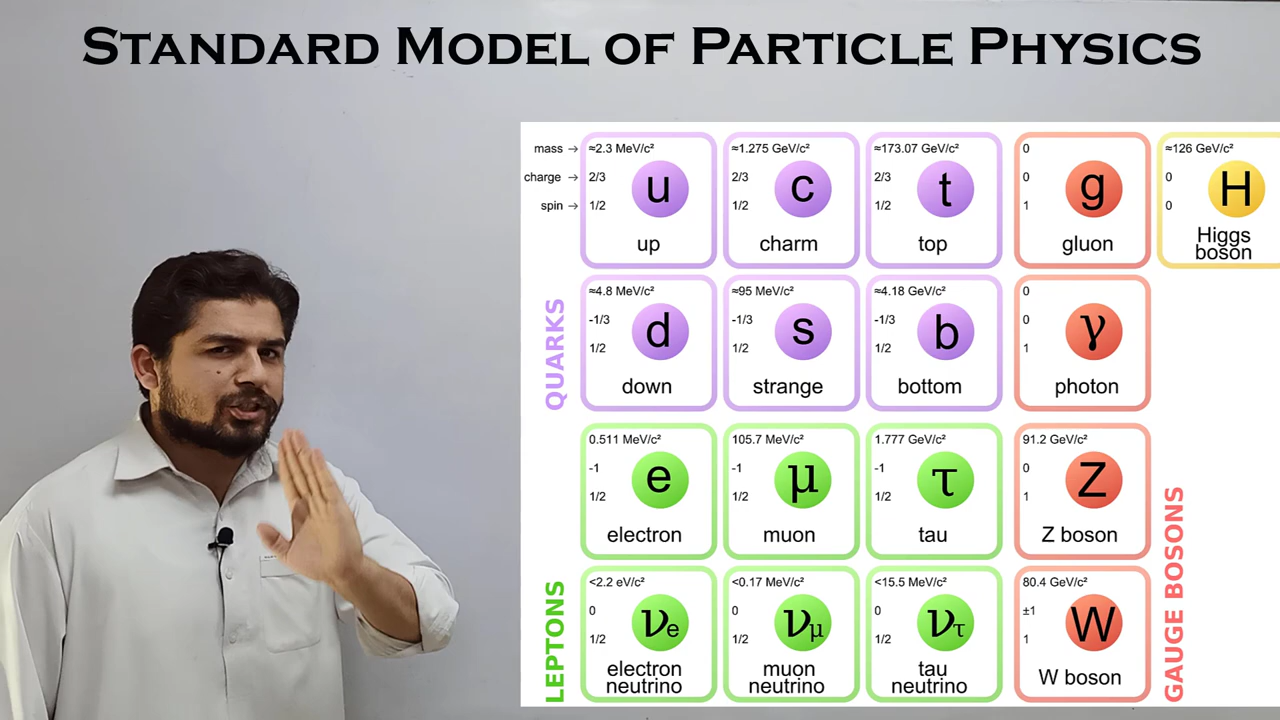 STANDARD MODEL OF PARTICLE PHYSICS
mass → ≈2.3 MeV/c² ≈1.275 GeV/c² ≈173.07 GeV/c² 0 ≈126 GeV/c²
charge → 2/3 2/3 2/3 0 0
spin → 1/2 1/2 1/2 1 0
u c t g H
up charm top gluon Higgs
boson
QUARKS
≈4.8 MeV/c² ≈95 MeV/c² ≈4.18 GeV/c² 0
-1/3 -1/3 -1/3 0
1/2 1/2 1/2 1
d s b γ
down strange bottom photon
0.511 MeV/c² 105.7 MeV/c² 1.777 GeV/c² 91.2 GeV/c²
-1 -1 -1 0
1/2 1/2 1/2 1
e μ τ Z
electron muon tau Z boson
LEPTONS
<2.2 eV/c² <0.17 MeV/c² <15.5 MeV/c² 80.4 GeV/c²
0 0 0 ±1
1/2 1/2 1/2 1
νe νμ ντ W
electron muon tau W boson
neutrino neutrino neutrino
GAUGE BOSONS